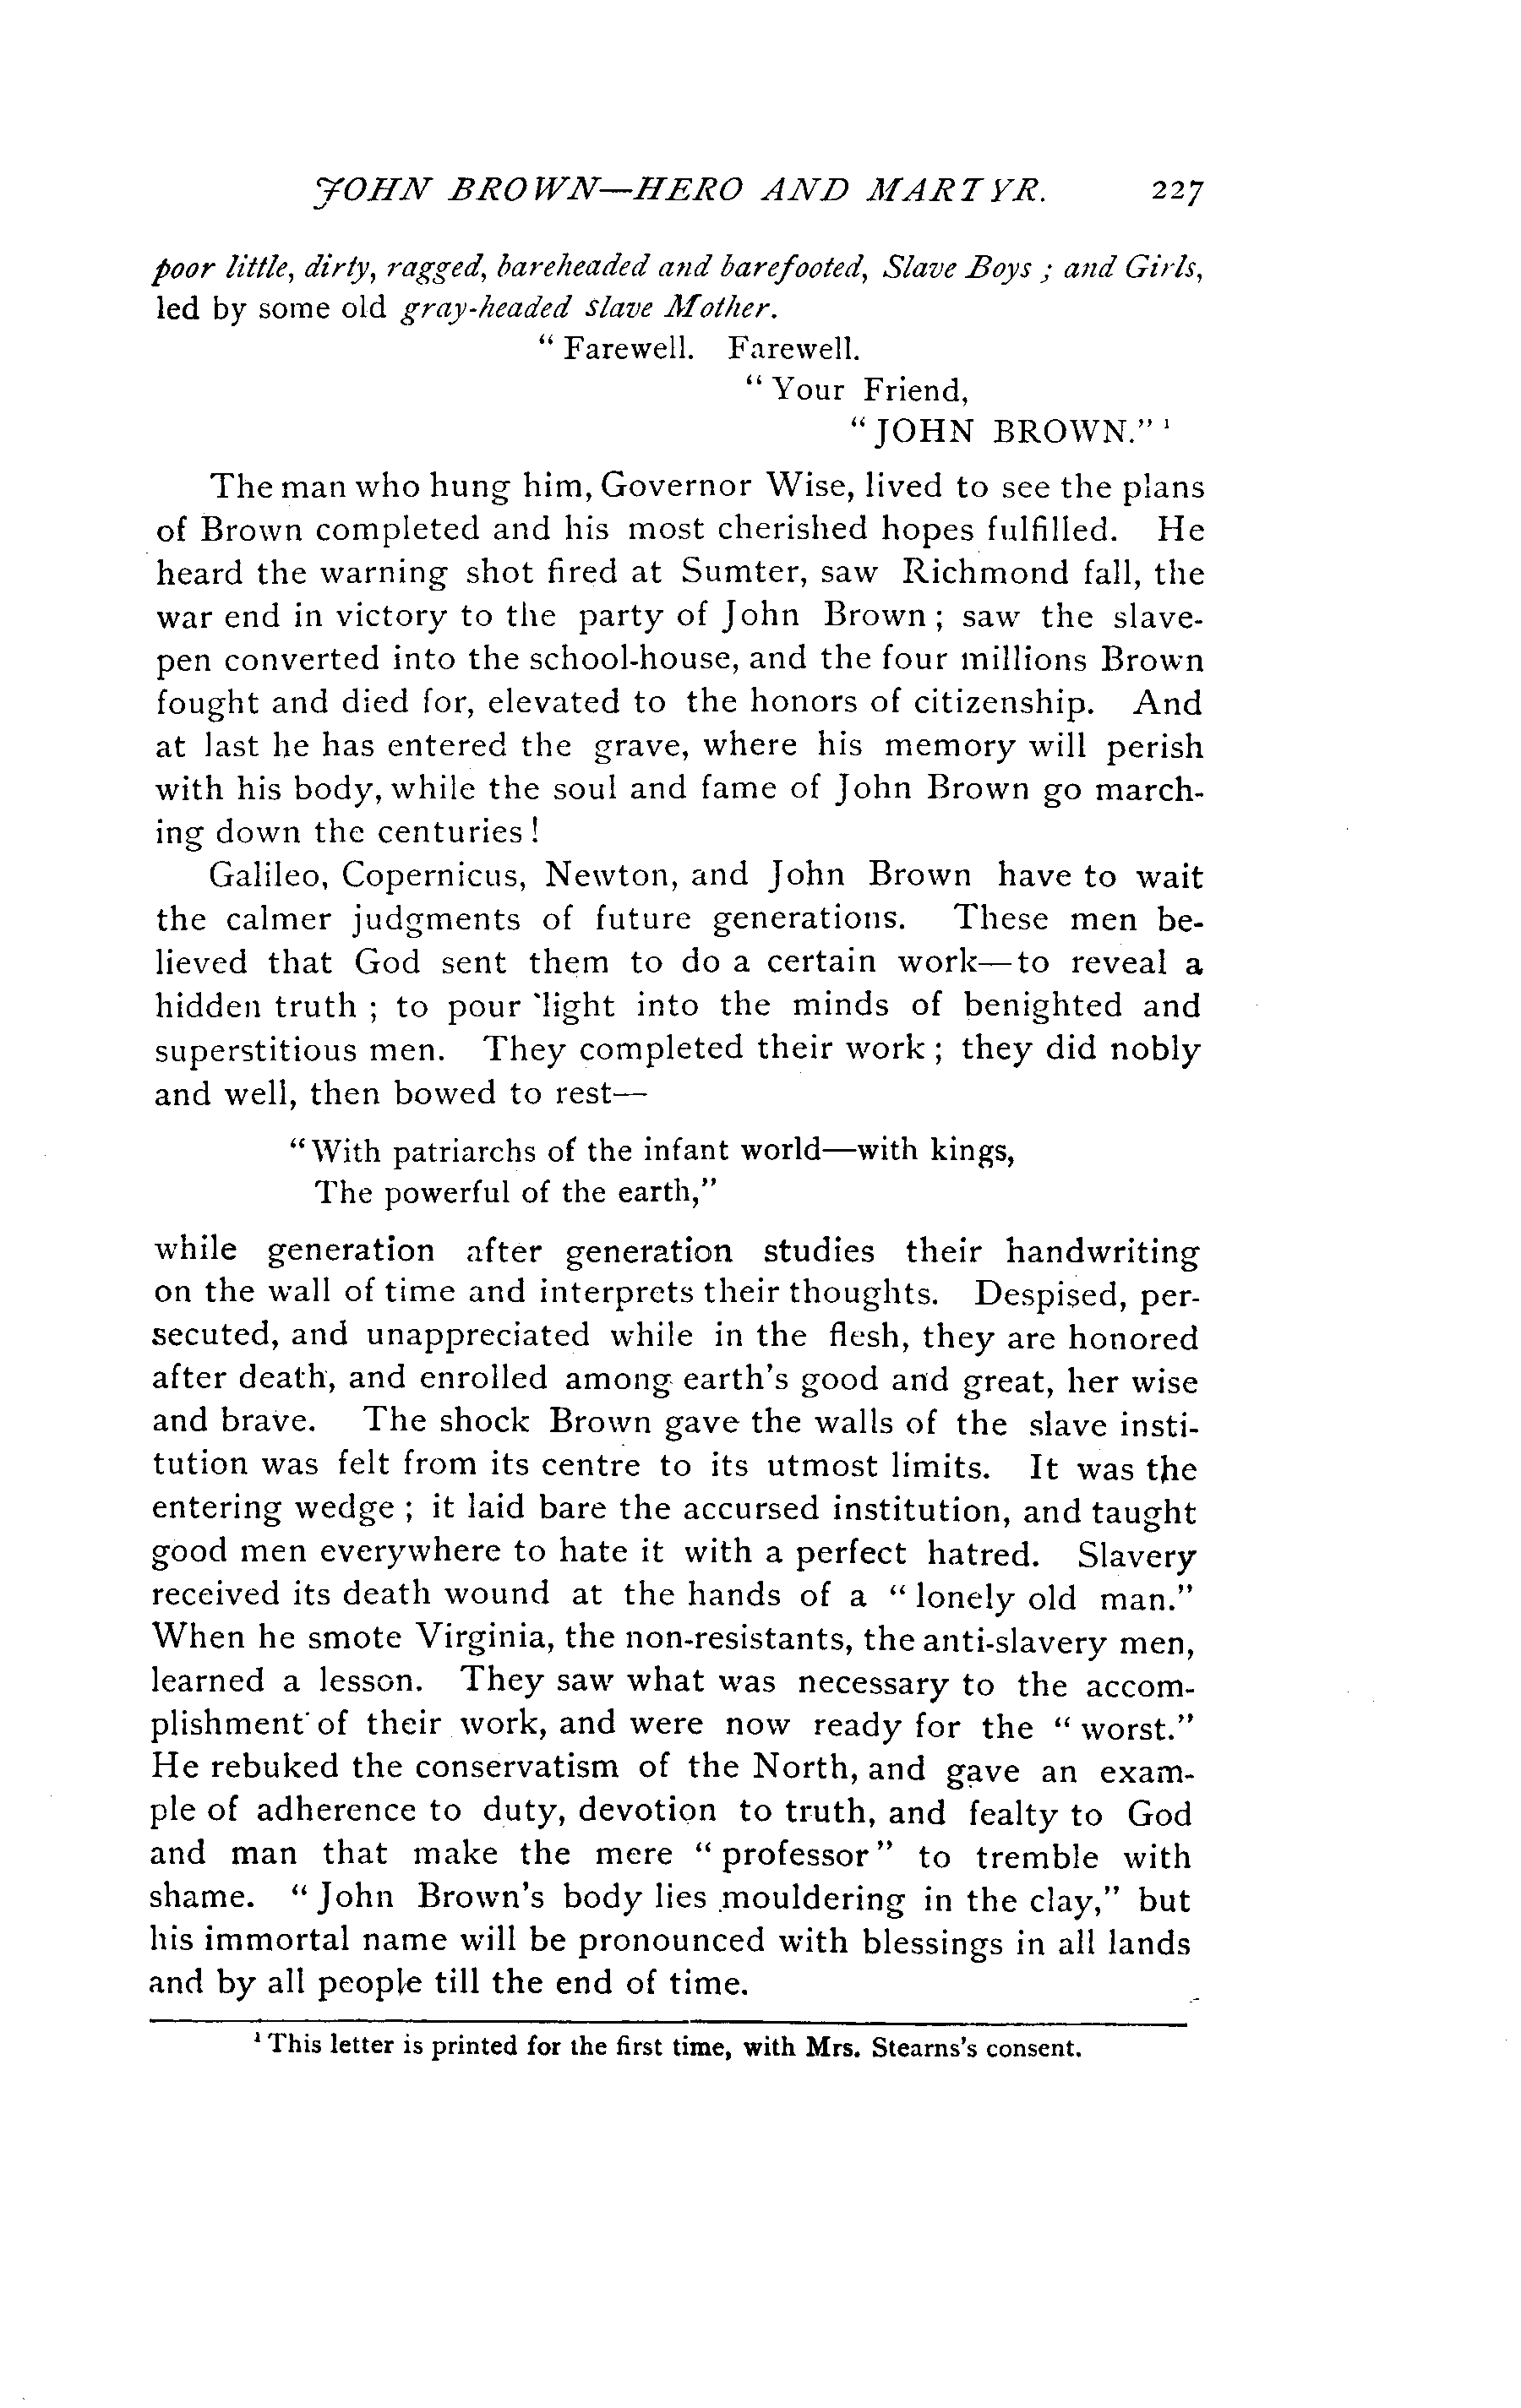 JOHN BROWN—HERO AND MARTYR. 227
poor little, dirty, ragged, bareheaded and barefooted, Slave Boys ; and Girls,
led by some old gray-headed slave Mother.
“ Farewell. Farewell.
“ Your Friend,
“ JOHN BROWN.” ¹
The man who hung him, Governor Wise, lived to see the plans
of Brown completed and his most cherished hopes fulfilled. He
heard the warning shot fired at Sumter, saw Richmond fall, the
war end in victory to the party of John Brown ; saw the slave-
pen converted into the school-house, and the four millions Brown
fought and died for, elevated to the honors of citizenship. And
at last he has entered the grave, where his memory will perish
with his body, while the soul and fame of John Brown go march-
ing down the centuries !
Galileo, Copernicus, Newton, and John Brown have to wait
the calmer judgments of future generations. These men be-
lieved that God sent them to do a certain work—to reveal a
hidden truth ; to pour light into the minds of benighted and
superstitious men. They completed their work ; they did nobly
and well, then bowed to rest—
“With patriarchs of the infant world—with kings,
The powerful of the earth,”
while generation after generation studies their handwriting
on the wall of time and interprets their thoughts. Despised, per-
secuted, and unappreciated while in the flesh, they are honored
after death, and enrolled among earth’s good and great, her wise
and brave. The shock Brown gave the walls of the slave insti-
tution was felt from its centre to its utmost limits. It was the
entering wedge ; it laid bare the accursed institution, and taught
good men everywhere to hate it with a perfect hatred. Slavery
received its death wound at the hands of a “ lonely old man.”
When he smote Virginia, the non-resistants, the anti-slavery men,
learned a lesson. They saw what was necessary to the accom-
plishment of their work, and were now ready for the “ worst.”
He rebuked the conservatism of the North, and gave an exam-
ple of adherence to duty, devotion to truth, and fealty to God
and man that make the mere “ professor ” to tremble with
shame. “ John Brown’s body lies mouldering in the clay,” but
his immortal name will be pronounced with blessings in all lands
and by all people till the end of time.
¹ This letter is printed for the first time, with Mrs. Stearns’s consent.